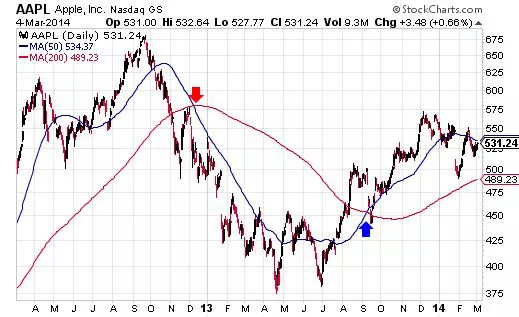 AAPL Apple, Inc. Nasdaq GS © StockCharts.com
4-Mar-2014 Op 531.00 Hi 532.64 Lo 527.77 Cl 531.24 Vol 9.3M Chg +3.48 (+0.66%)
AAPL (Daily) 531.24
MA(50) 534.37
MA(200) 489.23
675
650
625
600
575
550
531.24
500
489.23
450
425
400
375
A M J J A S O N D 13 F M A M J J A S O N D 14 F M